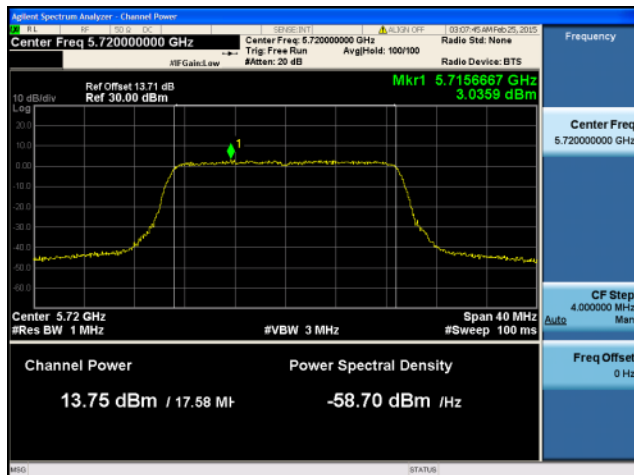 Agilent Spectrum Analyzer - Channel Power
RL RF 50 Ω DC SENSE:INT ALIGN OFF 03:07:45 AM Feb 25, 2015
Center Freq 5.720000000 GHz
Center Freq: 5.720000000 GHz
Radio Std: None
Trig: Free Run Avg|Hold: 100/100
#IFGain:Low #Atten: 20 dB Radio Device: BTS
Frequency
Mkr1 5.7156667 GHz
3.0359 dBm
Ref Offset 13.71 dB
10 dB/div Ref 30.00 dBm
Log
20.0
10.0
0.00
-10.0
-20.0
-30.0
-40.0
-50.0
-60.0
1
Center 5.72 GHz Span 40 MHz
#Res BW 1 MHz #VBW 3 MHz #Sweep 100 ms
Channel Power Power Spectral Density
13.75 dBm / 17.58 MH -58.70 dBm /Hz
Center Freq
5.720000000 GHz
CF Step
4.000000 MHz
Auto Man
Freq Offset
0 Hz
MSG STATUS